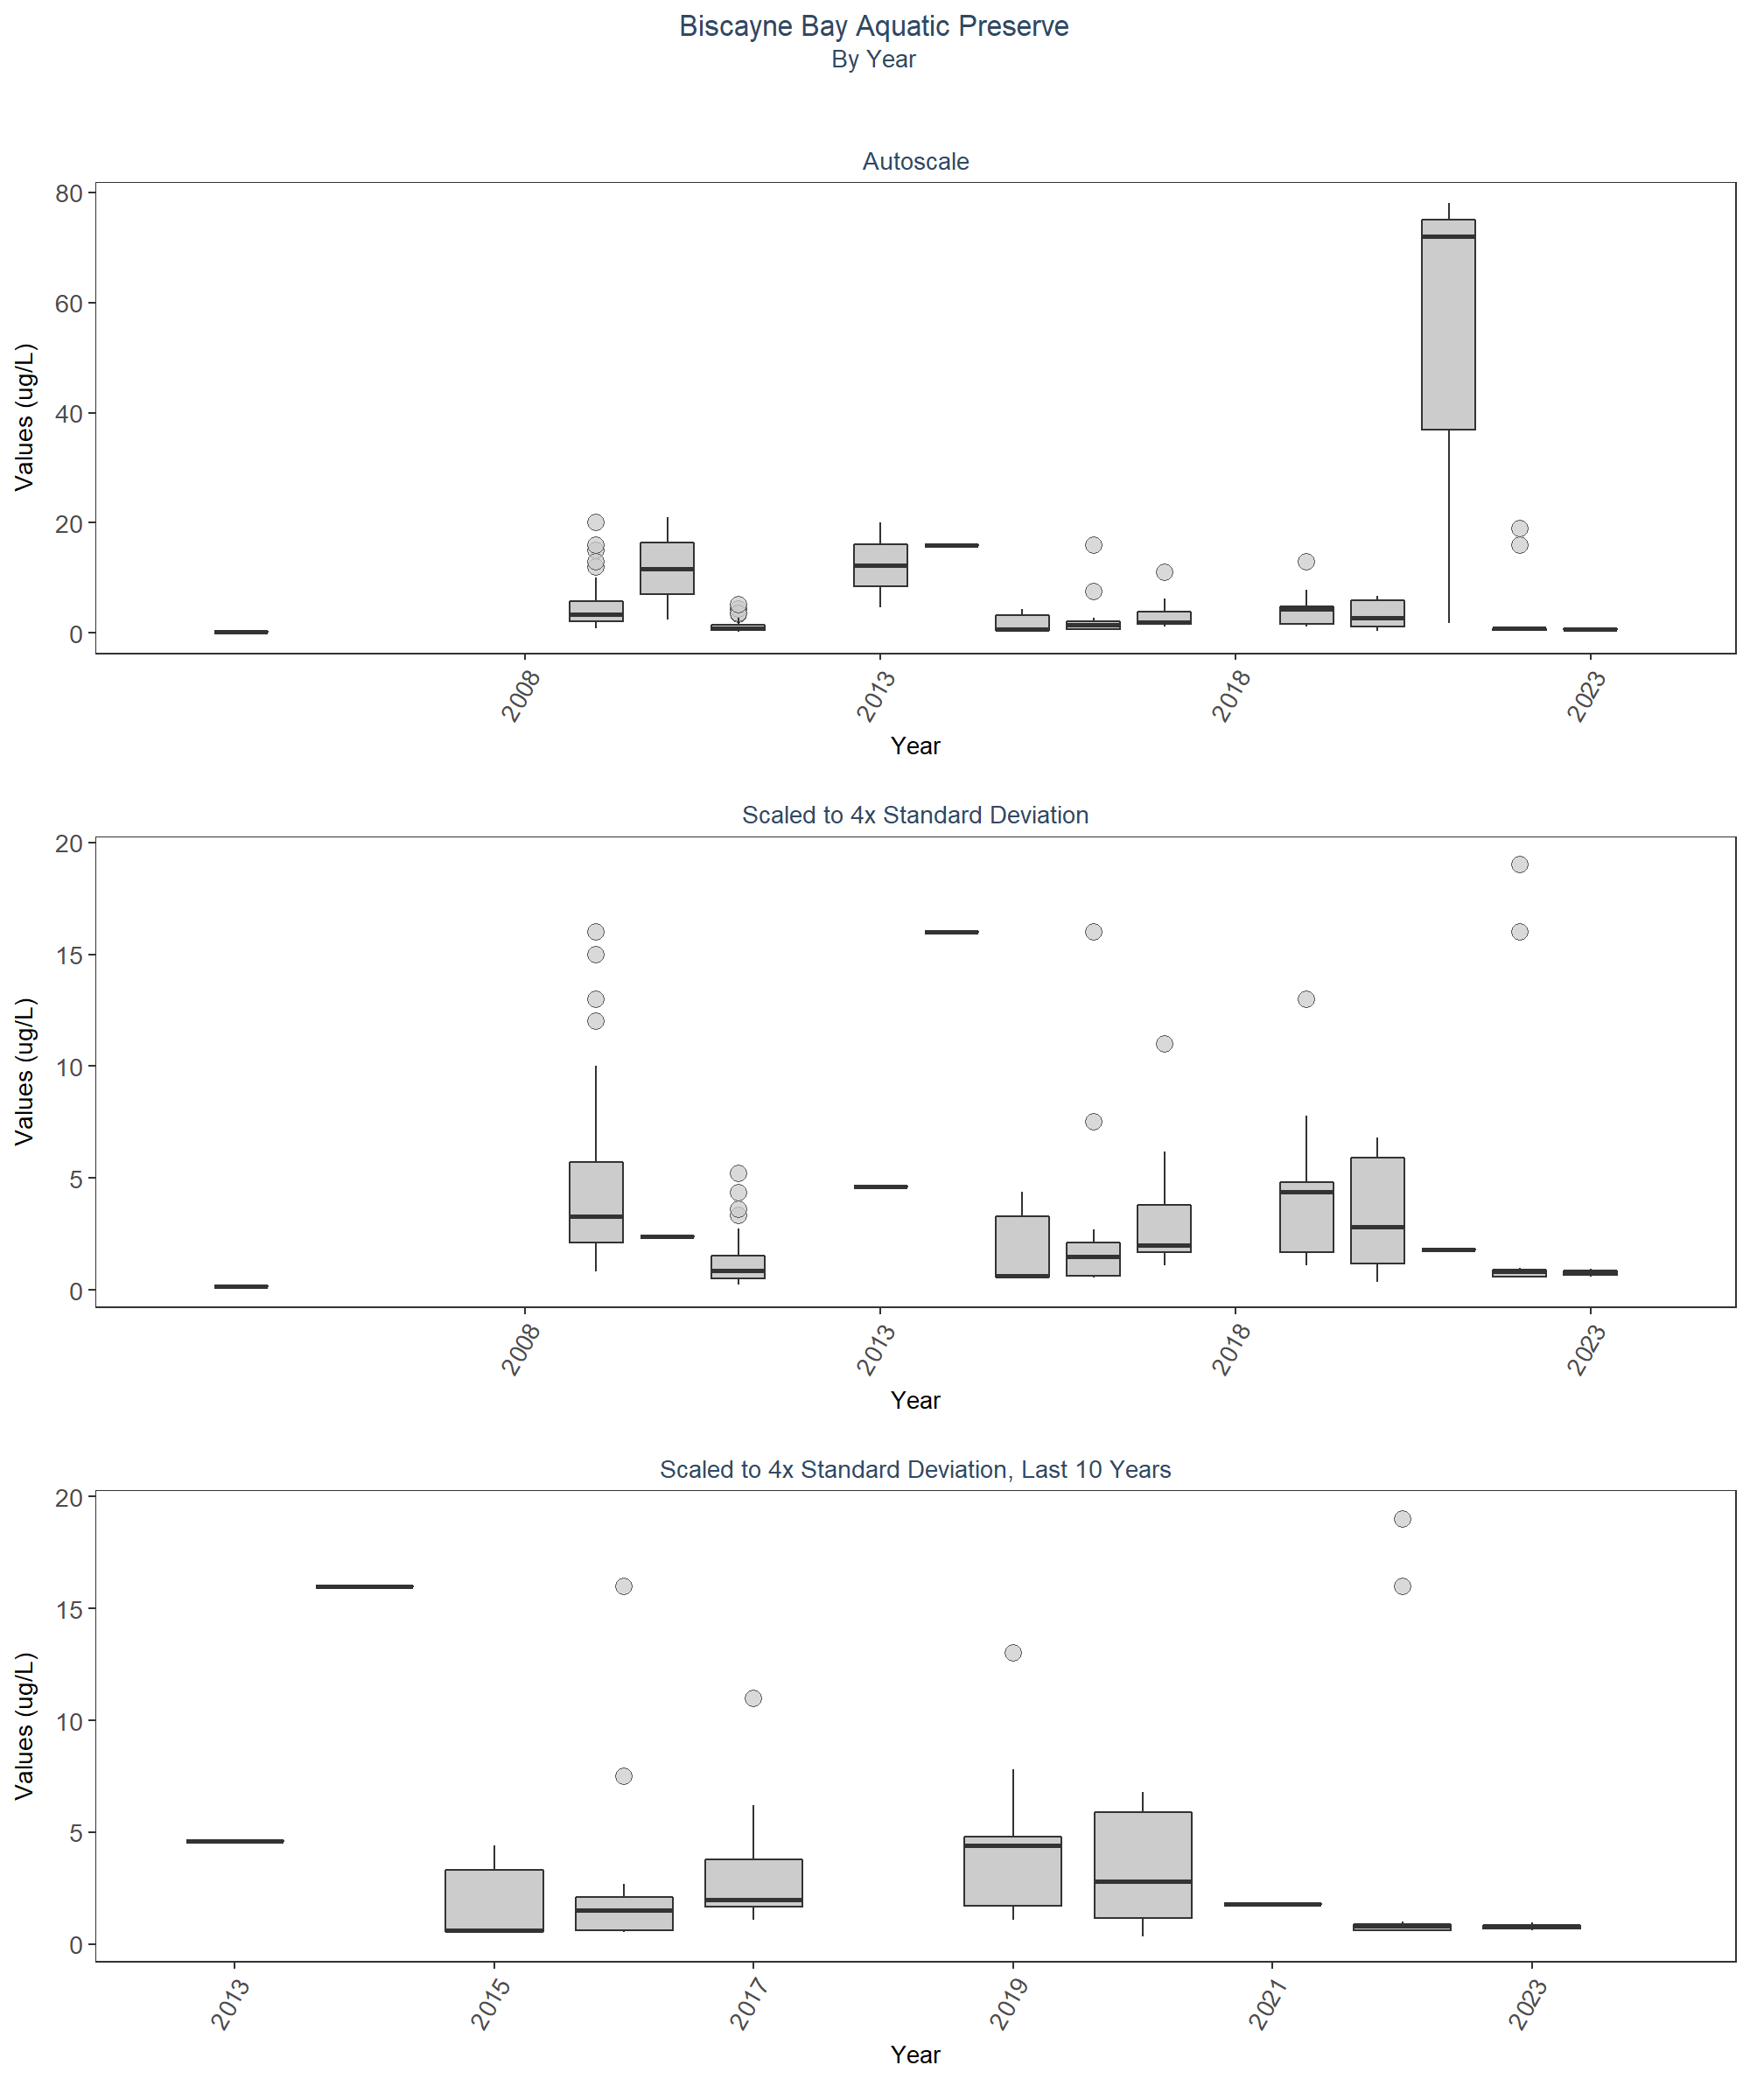 Biscayne Bay Aquatic Preserve
By Year
Autoscale
80
60
40
20
0
Values (ug/L)
2008
2013
2018
2023
Year
Scaled to 4x Standard Deviation
20
15
10
5
0
Values (ug/L)
2008
2013
2018
2023
Year
Scaled to 4x Standard Deviation, Last 10 Years
20
15
10
5
0
Values (ug/L)
2013
2015
2017
2019
2021
2023
Year